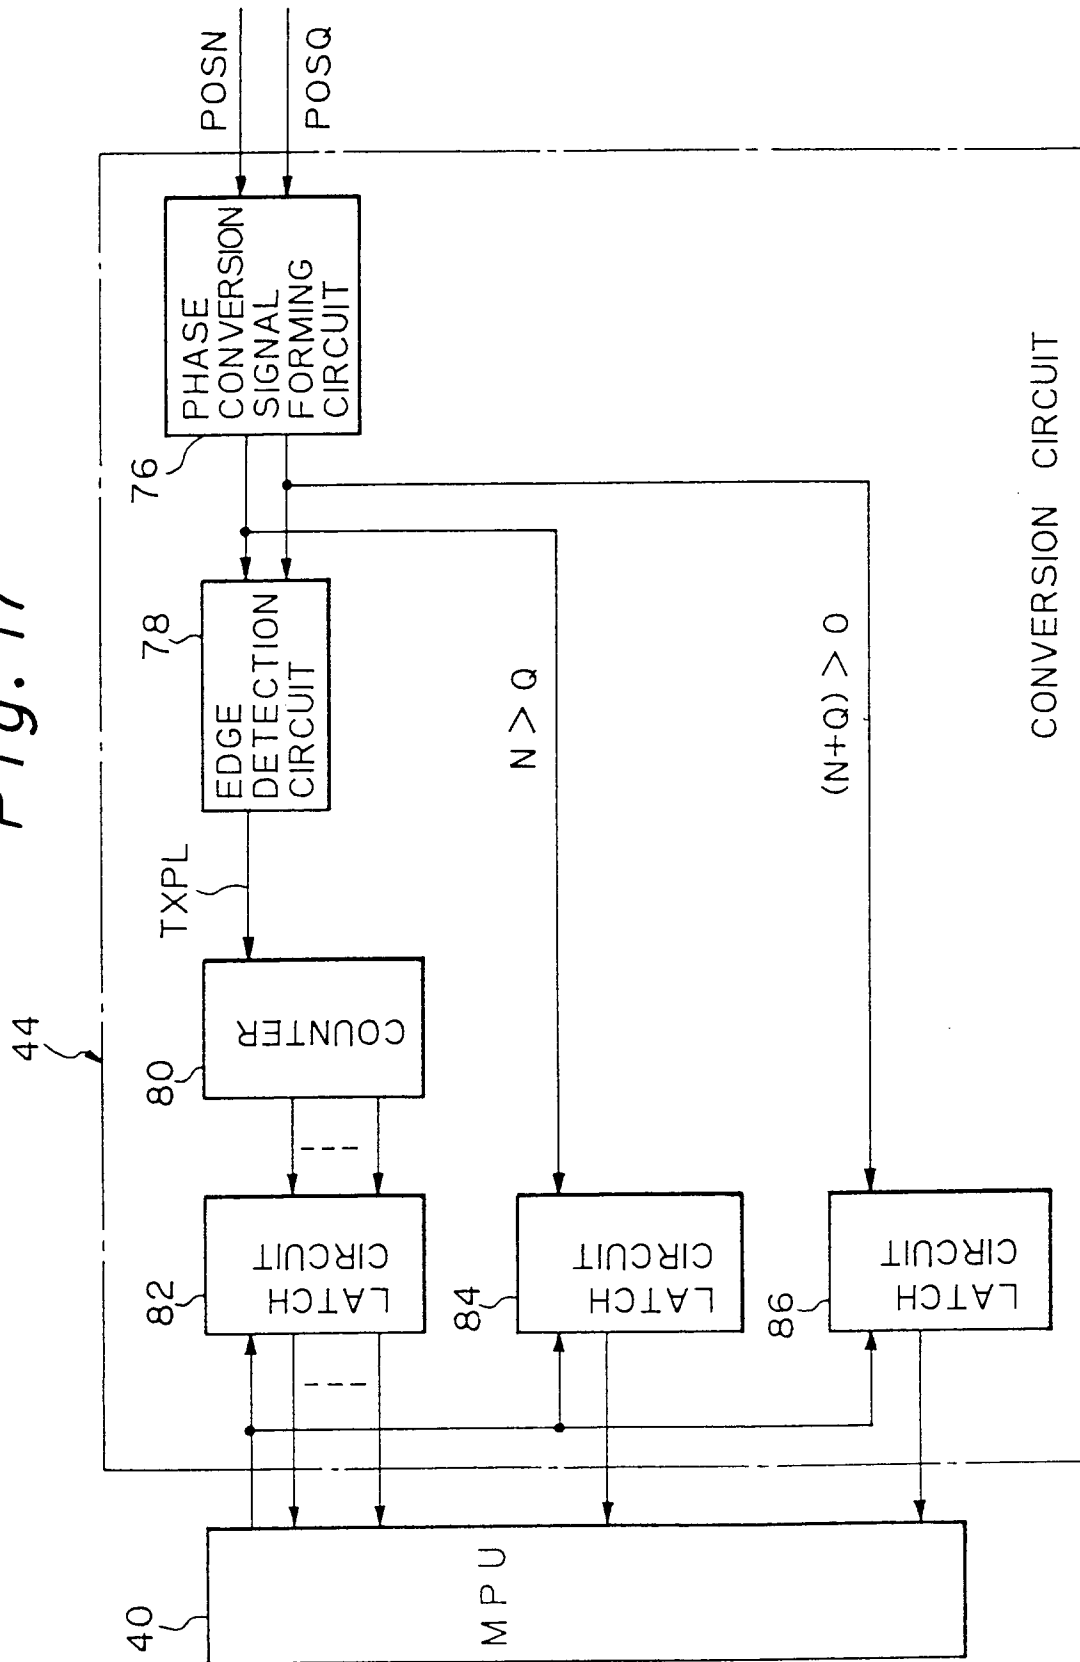 Fig. 17
44
40
MPU
82
LATCH
CIRCUIT
80
COUNTER
TXPL
78
EDGE
DETECTION
CIRCUIT
76
PHASE
CONVERSION
SIGNAL
FORMING
CIRCUIT
POSN
POSQ
84
LATCH
CIRCUIT
N > Q
86
LATCH
CIRCUIT
(N+Q) > 0
CONVERSION CIRCUIT